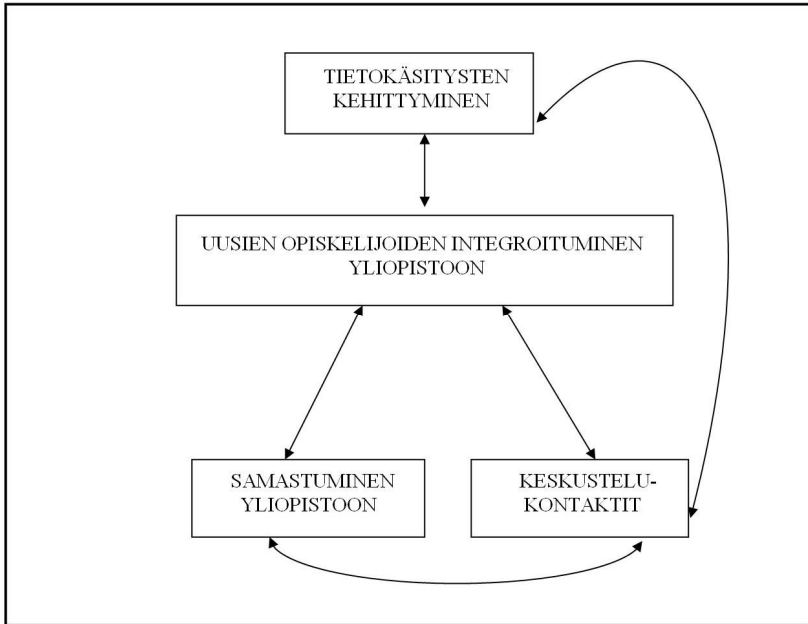 TIETOKÄSITYSTEN
KEHITTYMINEN
UUSIEN OPISKELIJOIDEN INTEGROITUMINEN
YLIOPISTOON
SAMASTUMINEN
YLIOPISTOON
KESKUSTELU-
KONTAKTIT